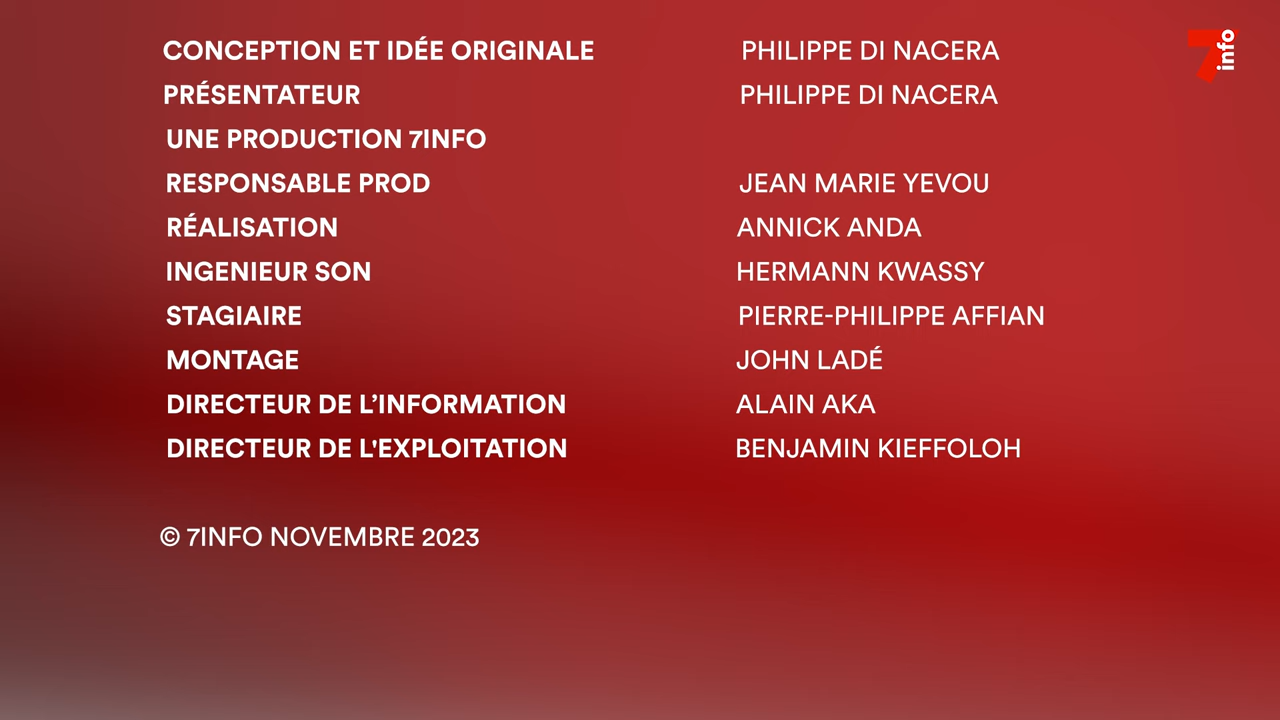 CONCEPTION ET IDÉE ORIGINALE PHILIPPE DI NACERA
PRÉSENTATEUR PHILIPPE DI NACERA
UNE PRODUCTION 7INFO
RESPONSABLE PROD JEAN MARIE YEVOU
RÉALISATION ANNICK ANDA
INGENIEUR SON HERMANN KWASSY
STAGIAIRE PIERRE-PHILIPPE AFFIAN
MONTAGE JOHN LADÉ
DIRECTEUR DE L’INFORMATION ALAIN AKA
DIRECTEUR DE L'EXPLOITATION BENJAMIN KIEFFOLOH
© 7INFO NOVEMBRE 2023
7info